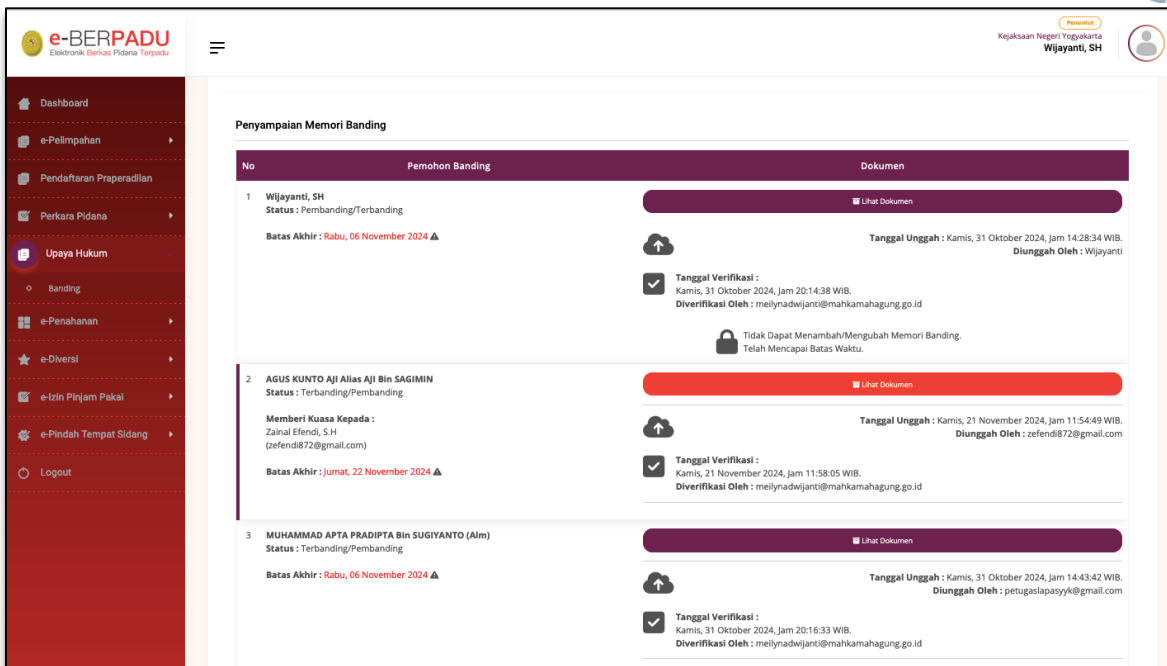 e-BERPADU
Elektronik Berkas Pidana Terpadu
Penuntut
Kejaksaan Negeri Yogyakarta
Wijayanti, SH
Dashboard
e-Pelimpahan
Pendaftaran Praperadilan
Perkara Pidana
Upaya Hukum
Banding
e-Penahanan
e-Diversi
e-Izin Pinjam Pakai
e-Pindah Tempat Sidang
Logout
Penyampaian Memori Banding
No Pemohon Banding Dokumen
1 Wijayanti, SH
Status : Pembanding/Terbanding
Batas Akhir : Rabu, 06 November 2024
Lihat Dokumen
Tanggal Unggah : Kamis, 31 Oktober 2024, Jam 14:28:34 WIB.
Diunggah Oleh : Wijayanti
Tanggal Verifikasi :
Kamis, 31 Oktober 2024, Jam 20:14:38 WIB.
Diverifikasi Oleh : meilynadwijanti@mahkamahagung.go.id
Tidak Dapat Menambah/Mengubah Memori Banding.
Telah Mencapai Batas Waktu.
2 AGUS KUNTO AJI Alias AJI Bin SAGIMIN
Status : Terbanding/Pembanding
Memberi Kuasa Kepada :
Zainal Efendi, S.H
(zefendi872@gmail.com)
Batas Akhir : Jumat, 22 November 2024
Lihat Dokumen
Tanggal Unggah : Kamis, 21 November 2024, Jam 11:54:49 WIB.
Diunggah Oleh : zefendi872@gmail.com
Tanggal Verifikasi :
Kamis, 21 November 2024, Jam 11:58:05 WIB.
Diverifikasi Oleh : meilynadwijanti@mahkamahagung.go.id
3 MUHAMMAD APTA PRADIPTA Bin SUGIYANTO (Alm)
Status : Terbanding/Pembanding
Batas Akhir : Rabu, 06 November 2024
Lihat Dokumen
Tanggal Unggah : Kamis, 31 Oktober 2024, Jam 14:43:42 WIB.
Diunggah Oleh : petugaslapasyyk@gmail.com
Tanggal Verifikasi :
Kamis, 31 Oktober 2024, Jam 20:16:33 WIB.
Diverifikasi Oleh : meilynadwijanti@mahkamahagung.go.id